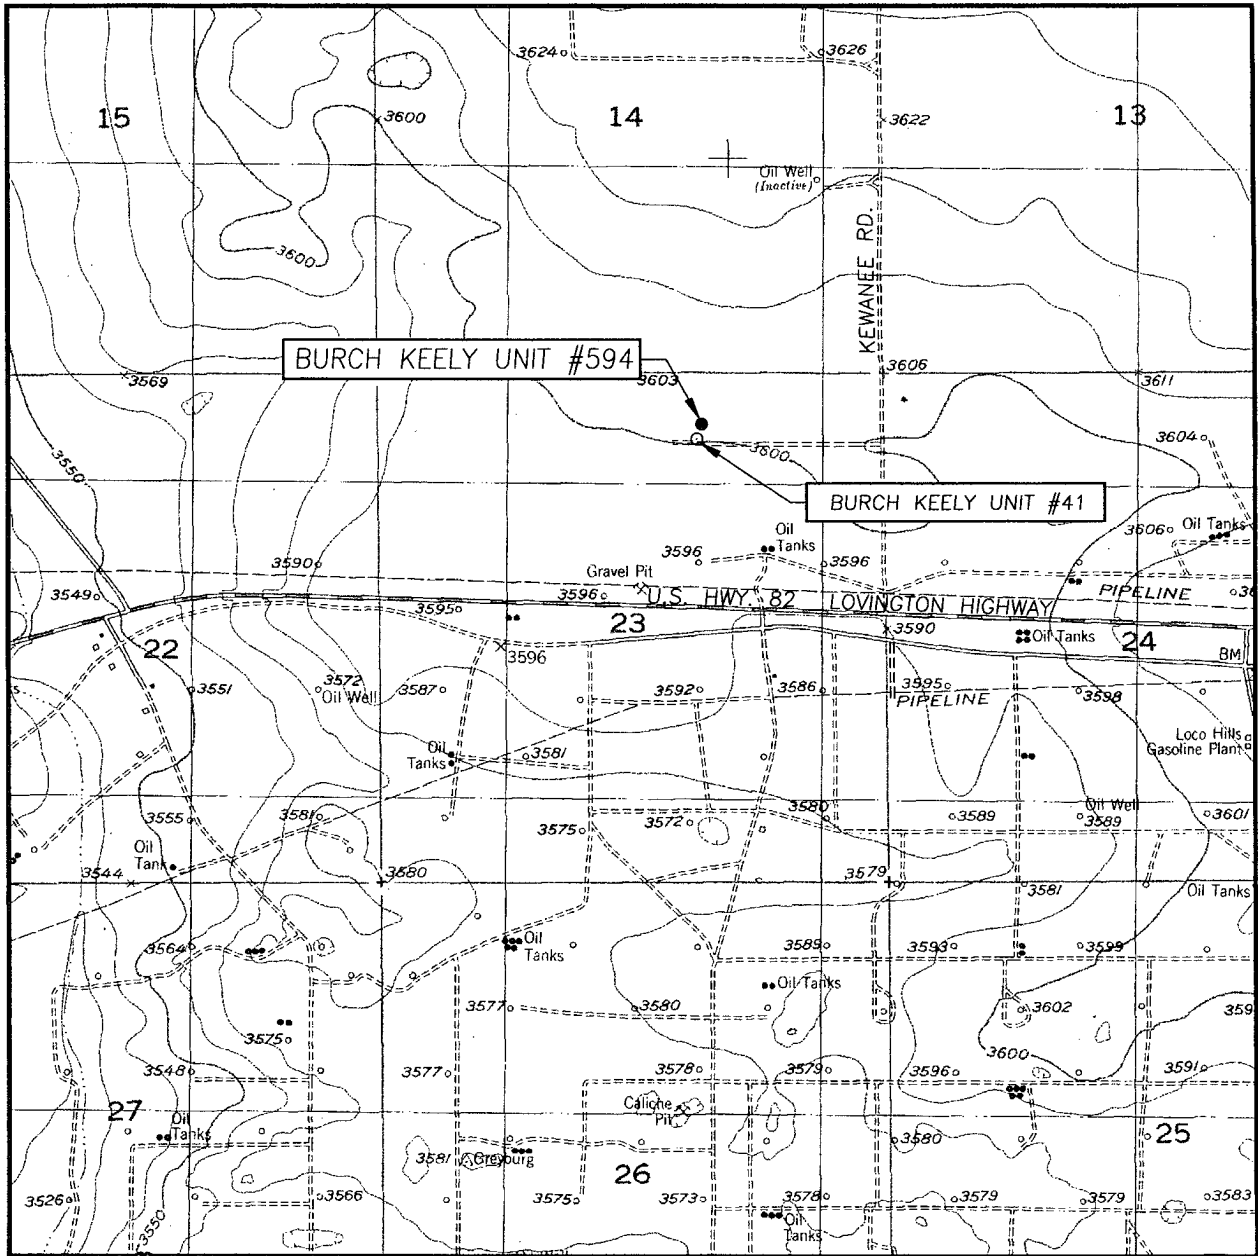 3624
3626
15
3600
14
3622
13
Oil Well
(Inactive)
KEWANEE RD.
3600
BURCH KEELY UNIT #594
3569
3603
3606
3611
3550
3600
3604
BURCH KEELY UNIT #41
3606
Oil Tanks
Oil
Tanks
3596
3590
3596
Gravel Pit
3549
3596
PIPELINE
3595
U.S. HWY. 82 LOVINGTON HIGHWAY
23
3590
Oil Tanks
24
22
3596
BM
3551
3572
Oil Well
3587
3592
3586
3595
PIPELINE
3598
Loco Hills
Gasoline Plant
Oil
Tanks
3581
3555
3581
3575
3572
3580
3589
Oil Well
3589
3601
Oil
Tank
3544
3580
3579
3581
Oil Tanks
3564
Oil
Tanks
3589
3593
3599
Oil Tanks
3577
3580
3602
3575
3600
3548
3577
3578
3579
3596
3591
27
Oil
Tanks
Caliche
Pit
3580
25
3581
Greyburg
26
3526
3566
3575
3573
3578
3579
3579
3583
3550
Oil
Tanks